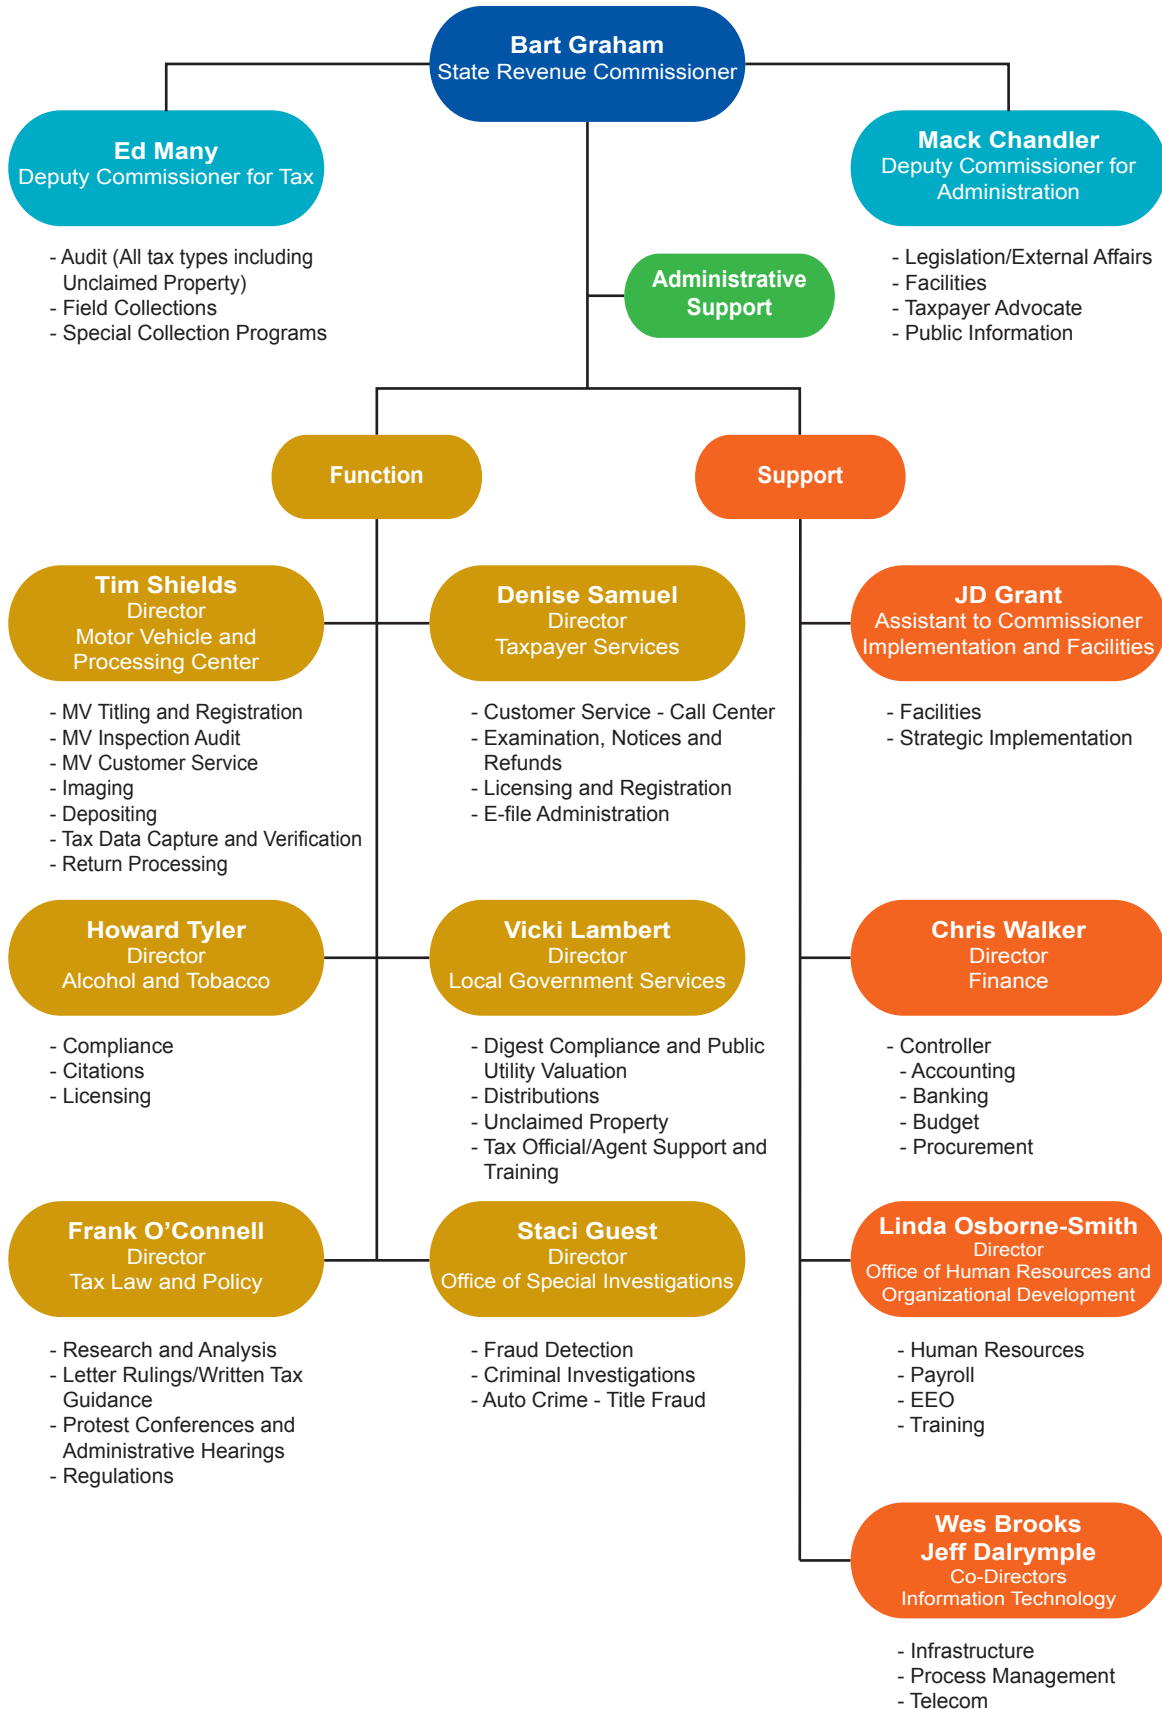 Bart Graham
State Revenue Commissioner
Ed Many
Deputy Commissioner for Tax
- Audit (All tax types including
Unclaimed Property)
- Field Collections
- Special Collection Programs
Mack Chandler
Deputy Commissioner for
Administration
- Legislation/External Affairs
- Facilities
- Taxpayer Advocate
- Public Information
Administrative
Support
Function
Support
Tim Shields
Director
Motor Vehicle and
Processing Center
- MV Titling and Registration
- MV Inspection Audit
- MV Customer Service
- Imaging
- Depositing
- Tax Data Capture and Verification
- Return Processing
Denise Samuel
Director
Taxpayer Services
- Customer Service - Call Center
- Examination, Notices and
Refunds
- Licensing and Registration
- E-file Administration
JD Grant
Assistant to Commissioner
Implementation and Facilities
- Facilities
- Strategic Implementation
Howard Tyler
Director
Alcohol and Tobacco
- Compliance
- Citations
- Licensing
Vicki Lambert
Director
Local Government Services
- Digest Compliance and Public
Utility Valuation
- Distributions
- Unclaimed Property
- Tax Official/Agent Support and
Training
Chris Walker
Director
Finance
- Controller
- Accounting
- Banking
- Budget
- Procurement
Frank O’Connell
Director
Tax Law and Policy
- Research and Analysis
- Letter Rulings/Written Tax
Guidance
- Protest Conferences and
Administrative Hearings
- Regulations
Staci Guest
Director
Office of Special Investigations
- Fraud Detection
- Criminal Investigations
- Auto Crime - Title Fraud
Linda Osborne-Smith
Director
Office of Human Resources and
Organizational Development
- Human Resources
- Payroll
- EEO
- Training
Wes Brooks
Jeff Dalrymple
Co-Directors
Information Technology
- Infrastructure
- Process Management
- Telecom